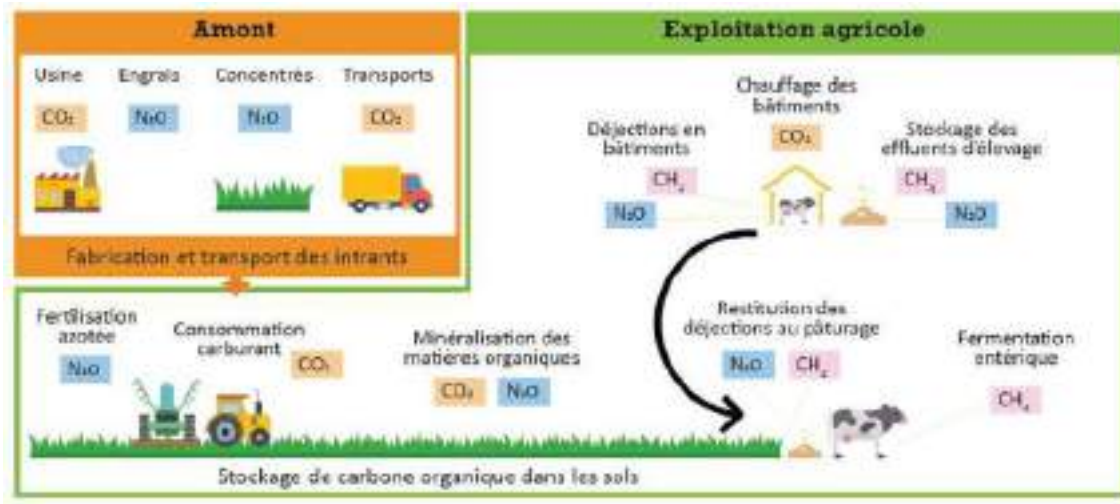 Amont
Usine
Engrais
Concentrés
Transports
CO₂
N₂O
N₂O
CO₂
Fabrication et transport des intrants
Exploitation agricole
Chauffage des
bâtiments
CO₂
Déjections en
bâtiments
CH₄
N₂O
Stockage des
effluents d'élevage
CH₄
N₂O
Fertilisation
azotée
N₂O
Consommation
carburant
CO₂
Minéralisation des
matières organiques
CO₂
N₂O
Restitution des
déjections au pâturage
N₂O
CH₄
Fermentation
entérique
CH₄
Stockage de carbone organique dans les sols